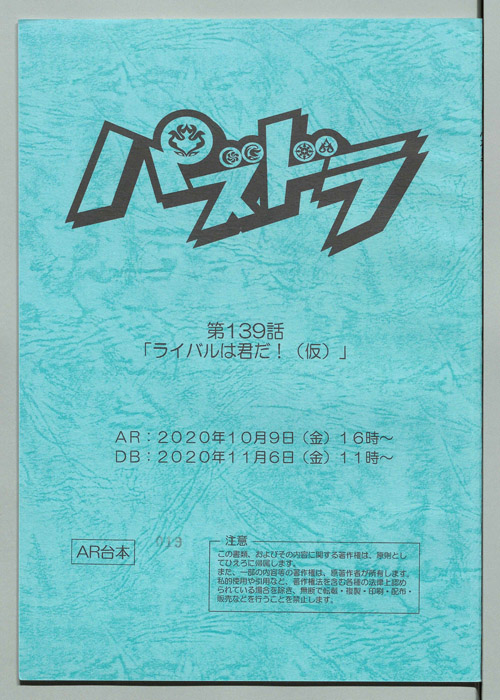 パズドラ
第139話
「ライバルは君だ！（仮）」
AR：2020年10月9日（金）16時～
DB：2020年11月6日（金）11時～
AR台本
注意
この書類、およびその内容に関する著作権は、原則とし
てひえろに帰属します。
また、一部の内容等の著作権は、原著作者が所有します。
私的使用や引用など、著作権法を含む各種の法律上認め
られている場合を除き、無断で転載・複製・印刷・配布・
販売などを行うことを禁止します。